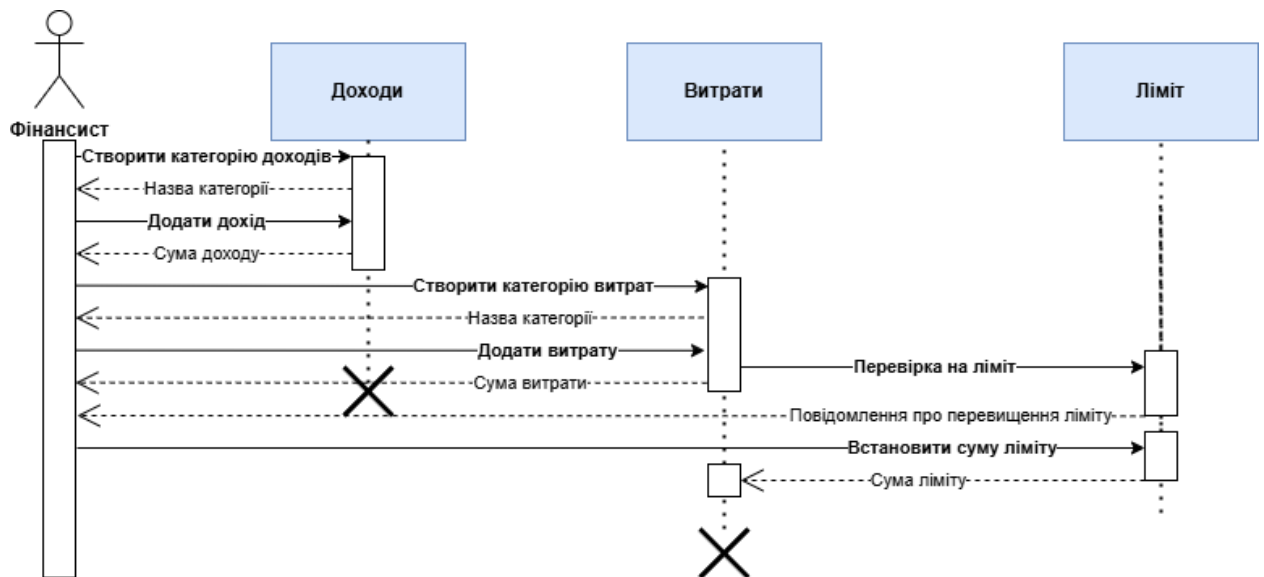 Доходи
Витрати
Ліміт
Фінансист
Створити категорію доходів
Назва категорії
Додати дохід
Сума доходу
Створити категорію витрат
Назва категорії
Додати витрату
Перевірка на ліміт
Сума витрати
Повідомлення про перевищення ліміту
Встановити суму ліміту
Сума ліміту